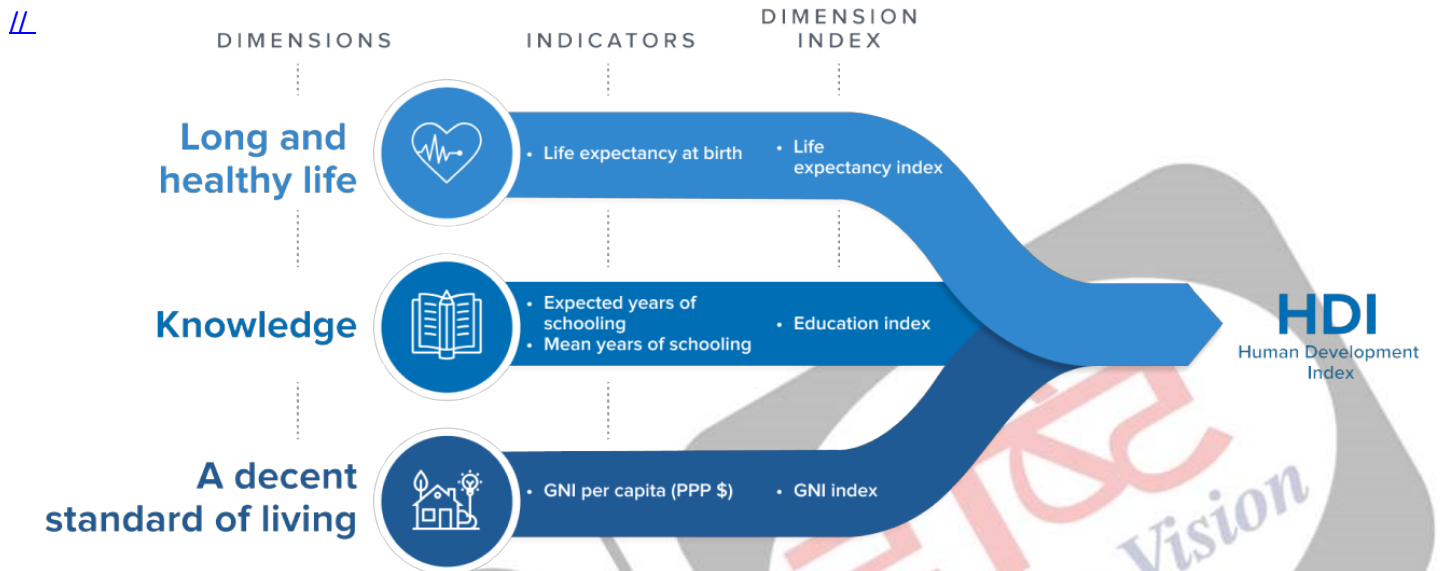 //
DIMENSIONS
INDICATORS
DIMENSION
INDEX
Long and
healthy life
• Life expectancy at birth
• Life
expectancy index
Knowledge
• Expected years of
schooling
• Mean years of schooling
• Education index
HDI
Human Development
Index
A decent
standard of living
• GNI per capita (PPP $)
• GNI index
Vision